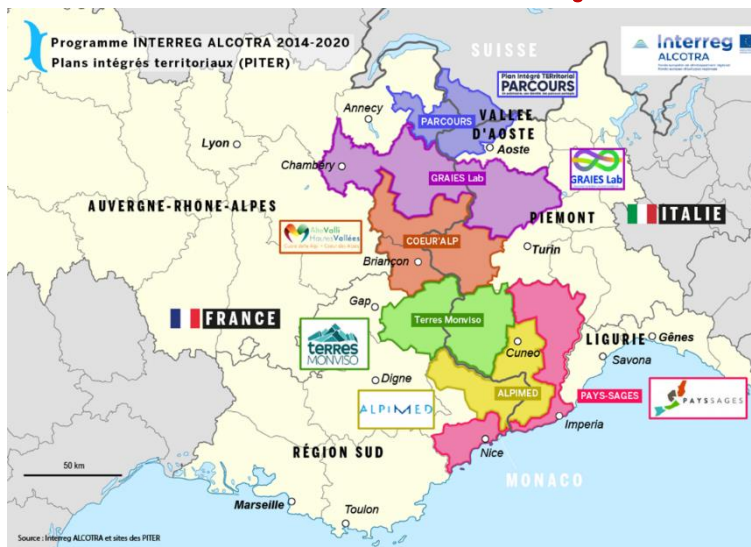 Programme INTERREG ALCOTRA 2014-2020
Plans intégrés territoriaux (PITER)
SUISSE
Interreg
ALCOTRA
Plan Intégré TERritorial
PARCOURS
Annecy
PARCOURS
VALLEE
D'AOSTE
Aoste
Lyon
Chambéry
GRAIES Lab
GRAIES Lab
AUVERGNE-RHÔNE-ALPES
PIEMONT
ITALIE
AlteValli
HautesVallées
COEUR'ALP
Briançon
Turin
Gap
FRANCE
Terres Monviso
terres
MONVISO
LIGURIE
Gênes
Cuneo
Savona
Digne
ALPIMED
ALPIMED
PAYS-SAGES
PAYSSAGES
Imperia
RÉGION SUD
Nice
50 km
MONACO
Marseille
Toulon
Source : Interreg ALCOTRA et sites des PITER